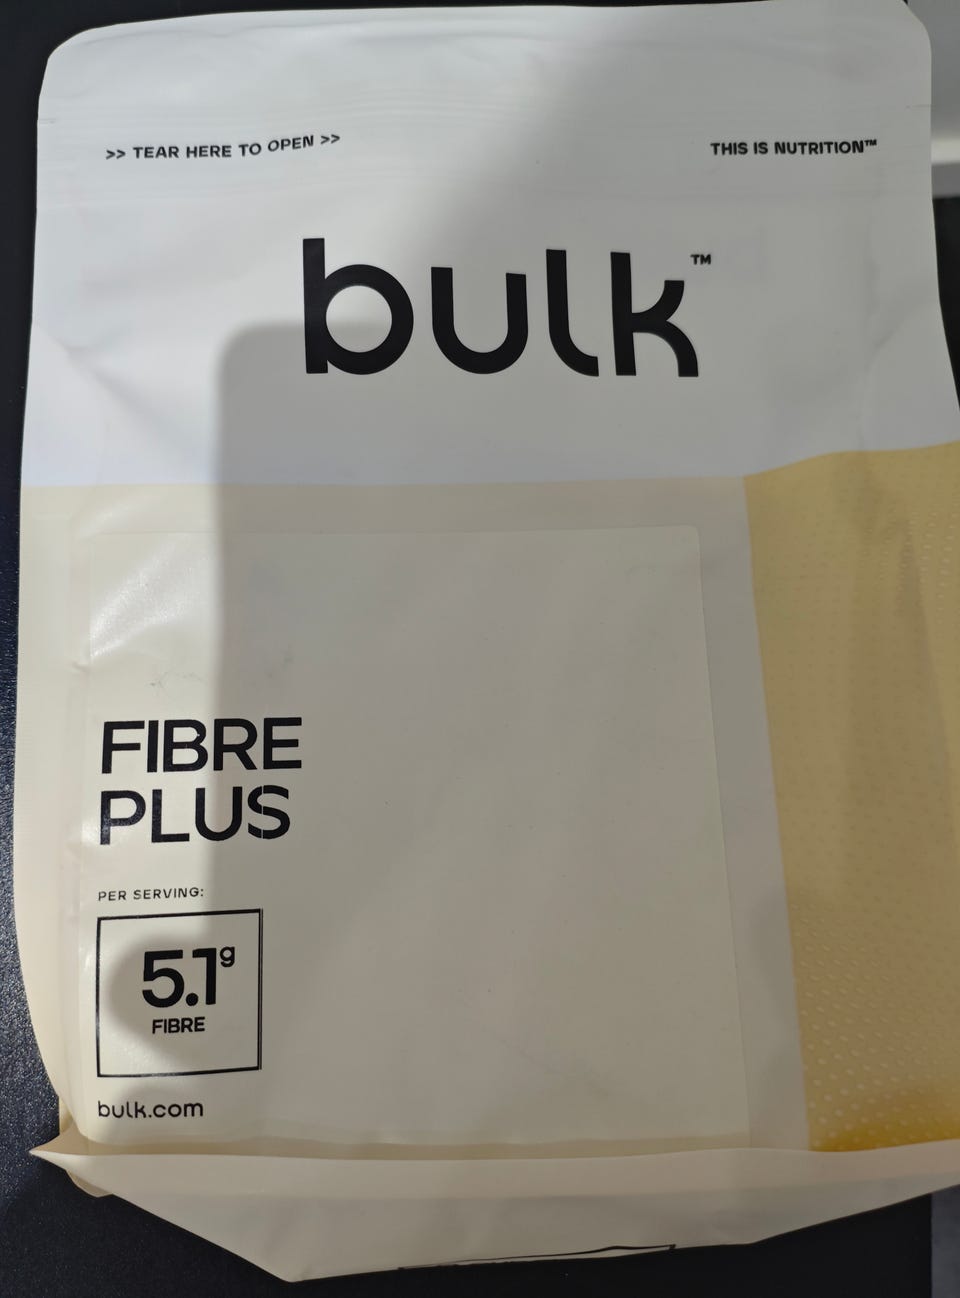 >> TEAR HERE TO OPEN >>
THIS IS NUTRITION™
bulk™
FIBRE
PLUS
PER SERVING:
5.1g
FIBRE
bulk.com